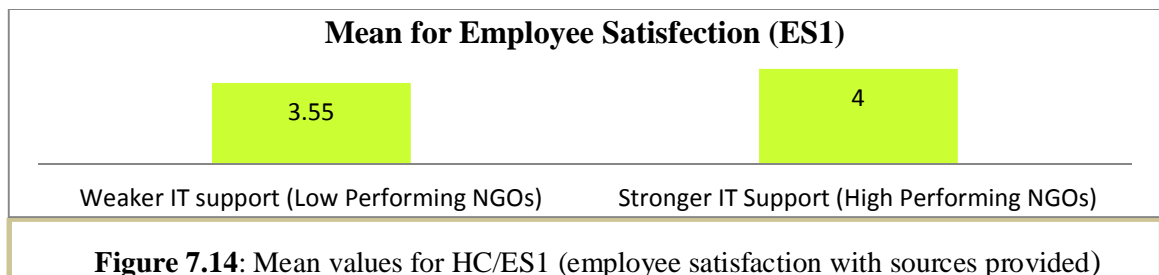 Mean for Employee Satisfection (ES1)
3.55
4
Weaker IT support (Low Performing NGOs)
Stronger IT Support (High Performing NGOs)
Figure 7.14: Mean values for HC/ES1 (employee satisfaction with sources provided)